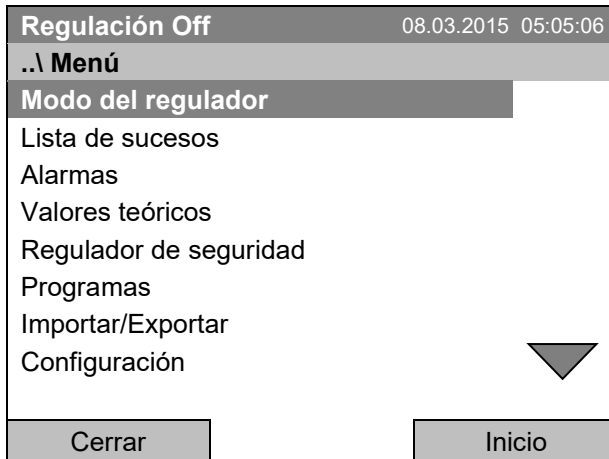 Regulación Off 08.03.2015 05:05:06
..\ Menú
Modo del regulador
Lista de sucesos
Alarmas
Valores teóricos
Regulador de seguridad
Programas
Importar/Exportar
Configuración
Cerrar Inicio